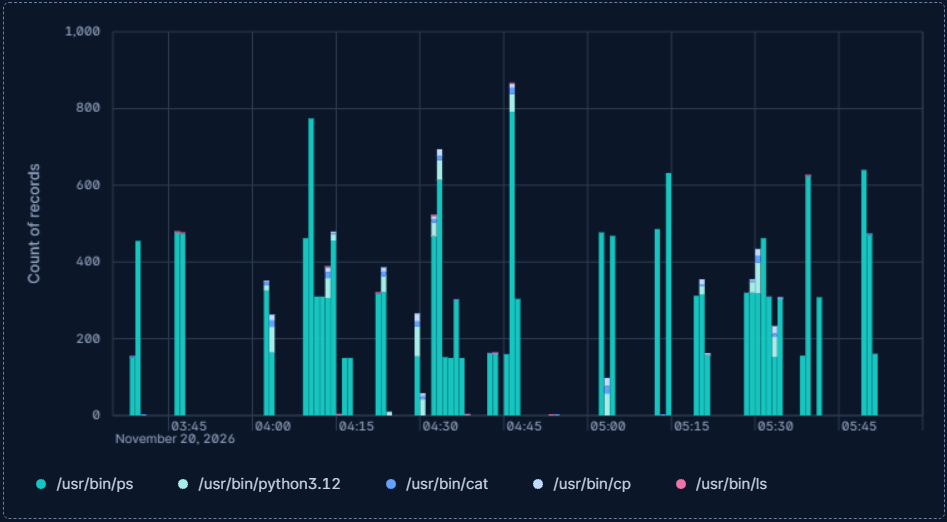 1,000
800
600
400
200
0
Count of records
03:45 04:00 04:15 04:30 04:45 05:00 05:15 05:30 05:45
November 20, 2026
/usr/bin/ps /usr/bin/python3.12 /usr/bin/cat /usr/bin/cp /usr/bin/ls